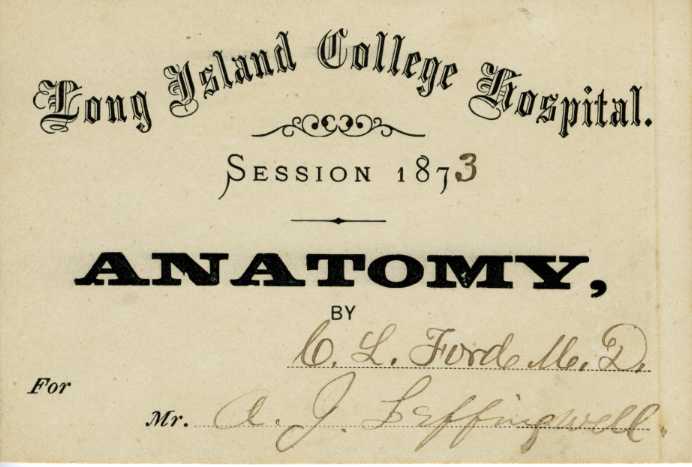 Long Island College Hospital.
SESSION 1873
ANATOMY,
BY
C. L. Ford M.D.
For
Mr. A. J. Leffingwell.